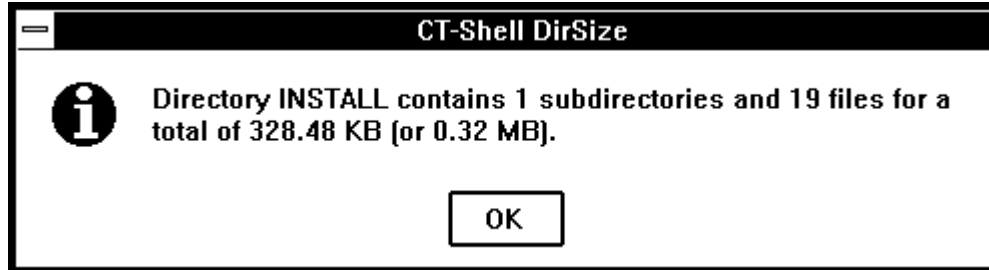 CT-Shell DirSize
Directory INSTALL contains 1 subdirectories and 19 files for a
total of 328.48 KB (or 0.32 MB).
OK